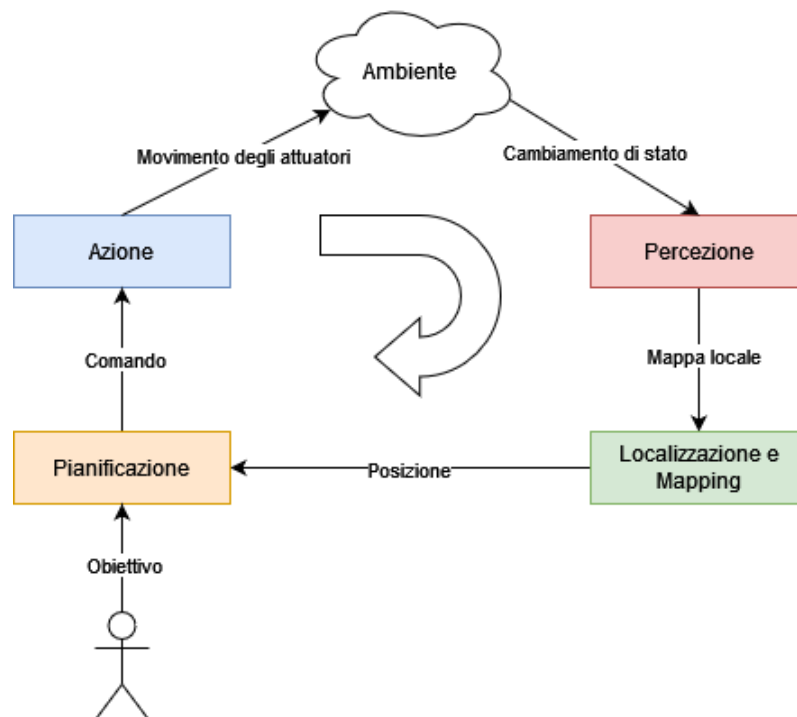 Ambiente
Movimento degli attuatori
Cambiamento di stato
Azione
Percezione
Comando
Mappa locale
Pianificazione
Posizione
Localizzazione e
Mapping
Obiettivo